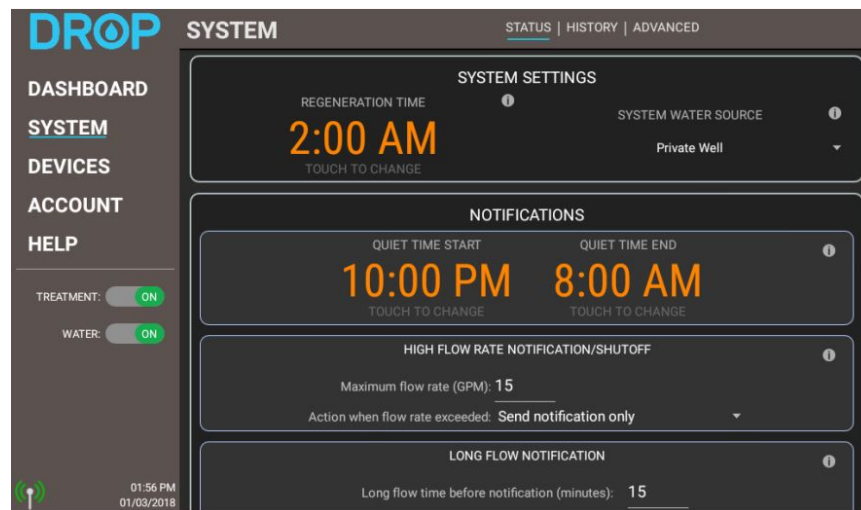 DROP
SYSTEM
STATUS | HISTORY | ADVANCED
DASHBOARD
SYSTEM
DEVICES
ACCOUNT
HELP
TREATMENT: ON
WATER: ON
01:56 PM
01/03/2018
SYSTEM SETTINGS
REGENERATION TIME
2:00 AM
TOUCH TO CHANGE
SYSTEM WATER SOURCE
Private Well
NOTIFICATIONS
QUIET TIME START QUIET TIME END
10:00 PM 8:00 AM
TOUCH TO CHANGE TOUCH TO CHANGE
HIGH FLOW RATE NOTIFICATION/SHUTOFF
Maximum flow rate (GPM): 15
Action when flow rate exceeded: Send notification only
LONG FLOW NOTIFICATION
Long flow time before notification (minutes): 15